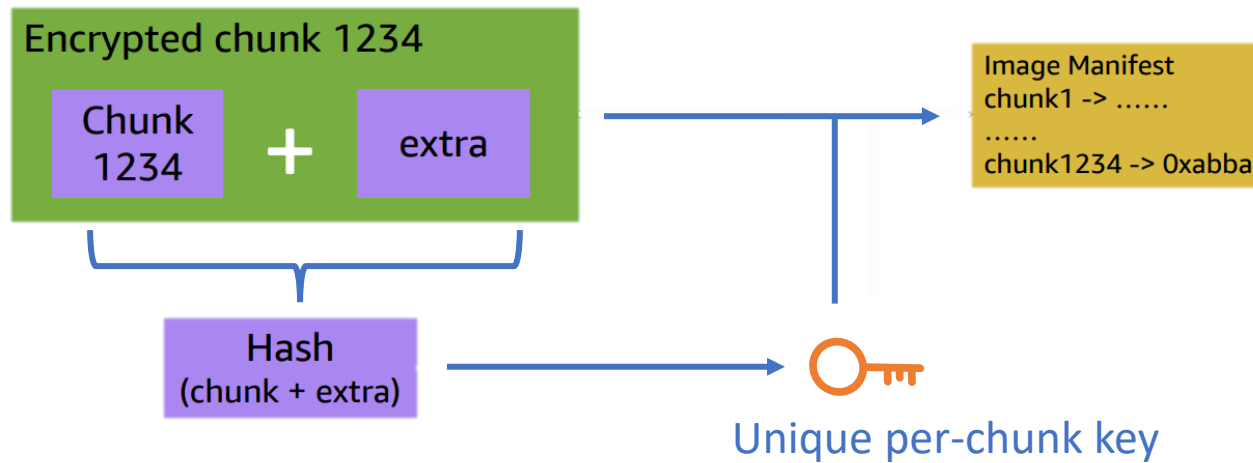 Encrypted chunk 1234
Chunk
1234
+
extra
Hash
(chunk + extra)
Unique per-chunk key
Image Manifest
chunk1 -> ......
......
chunk1234 -> 0xabba